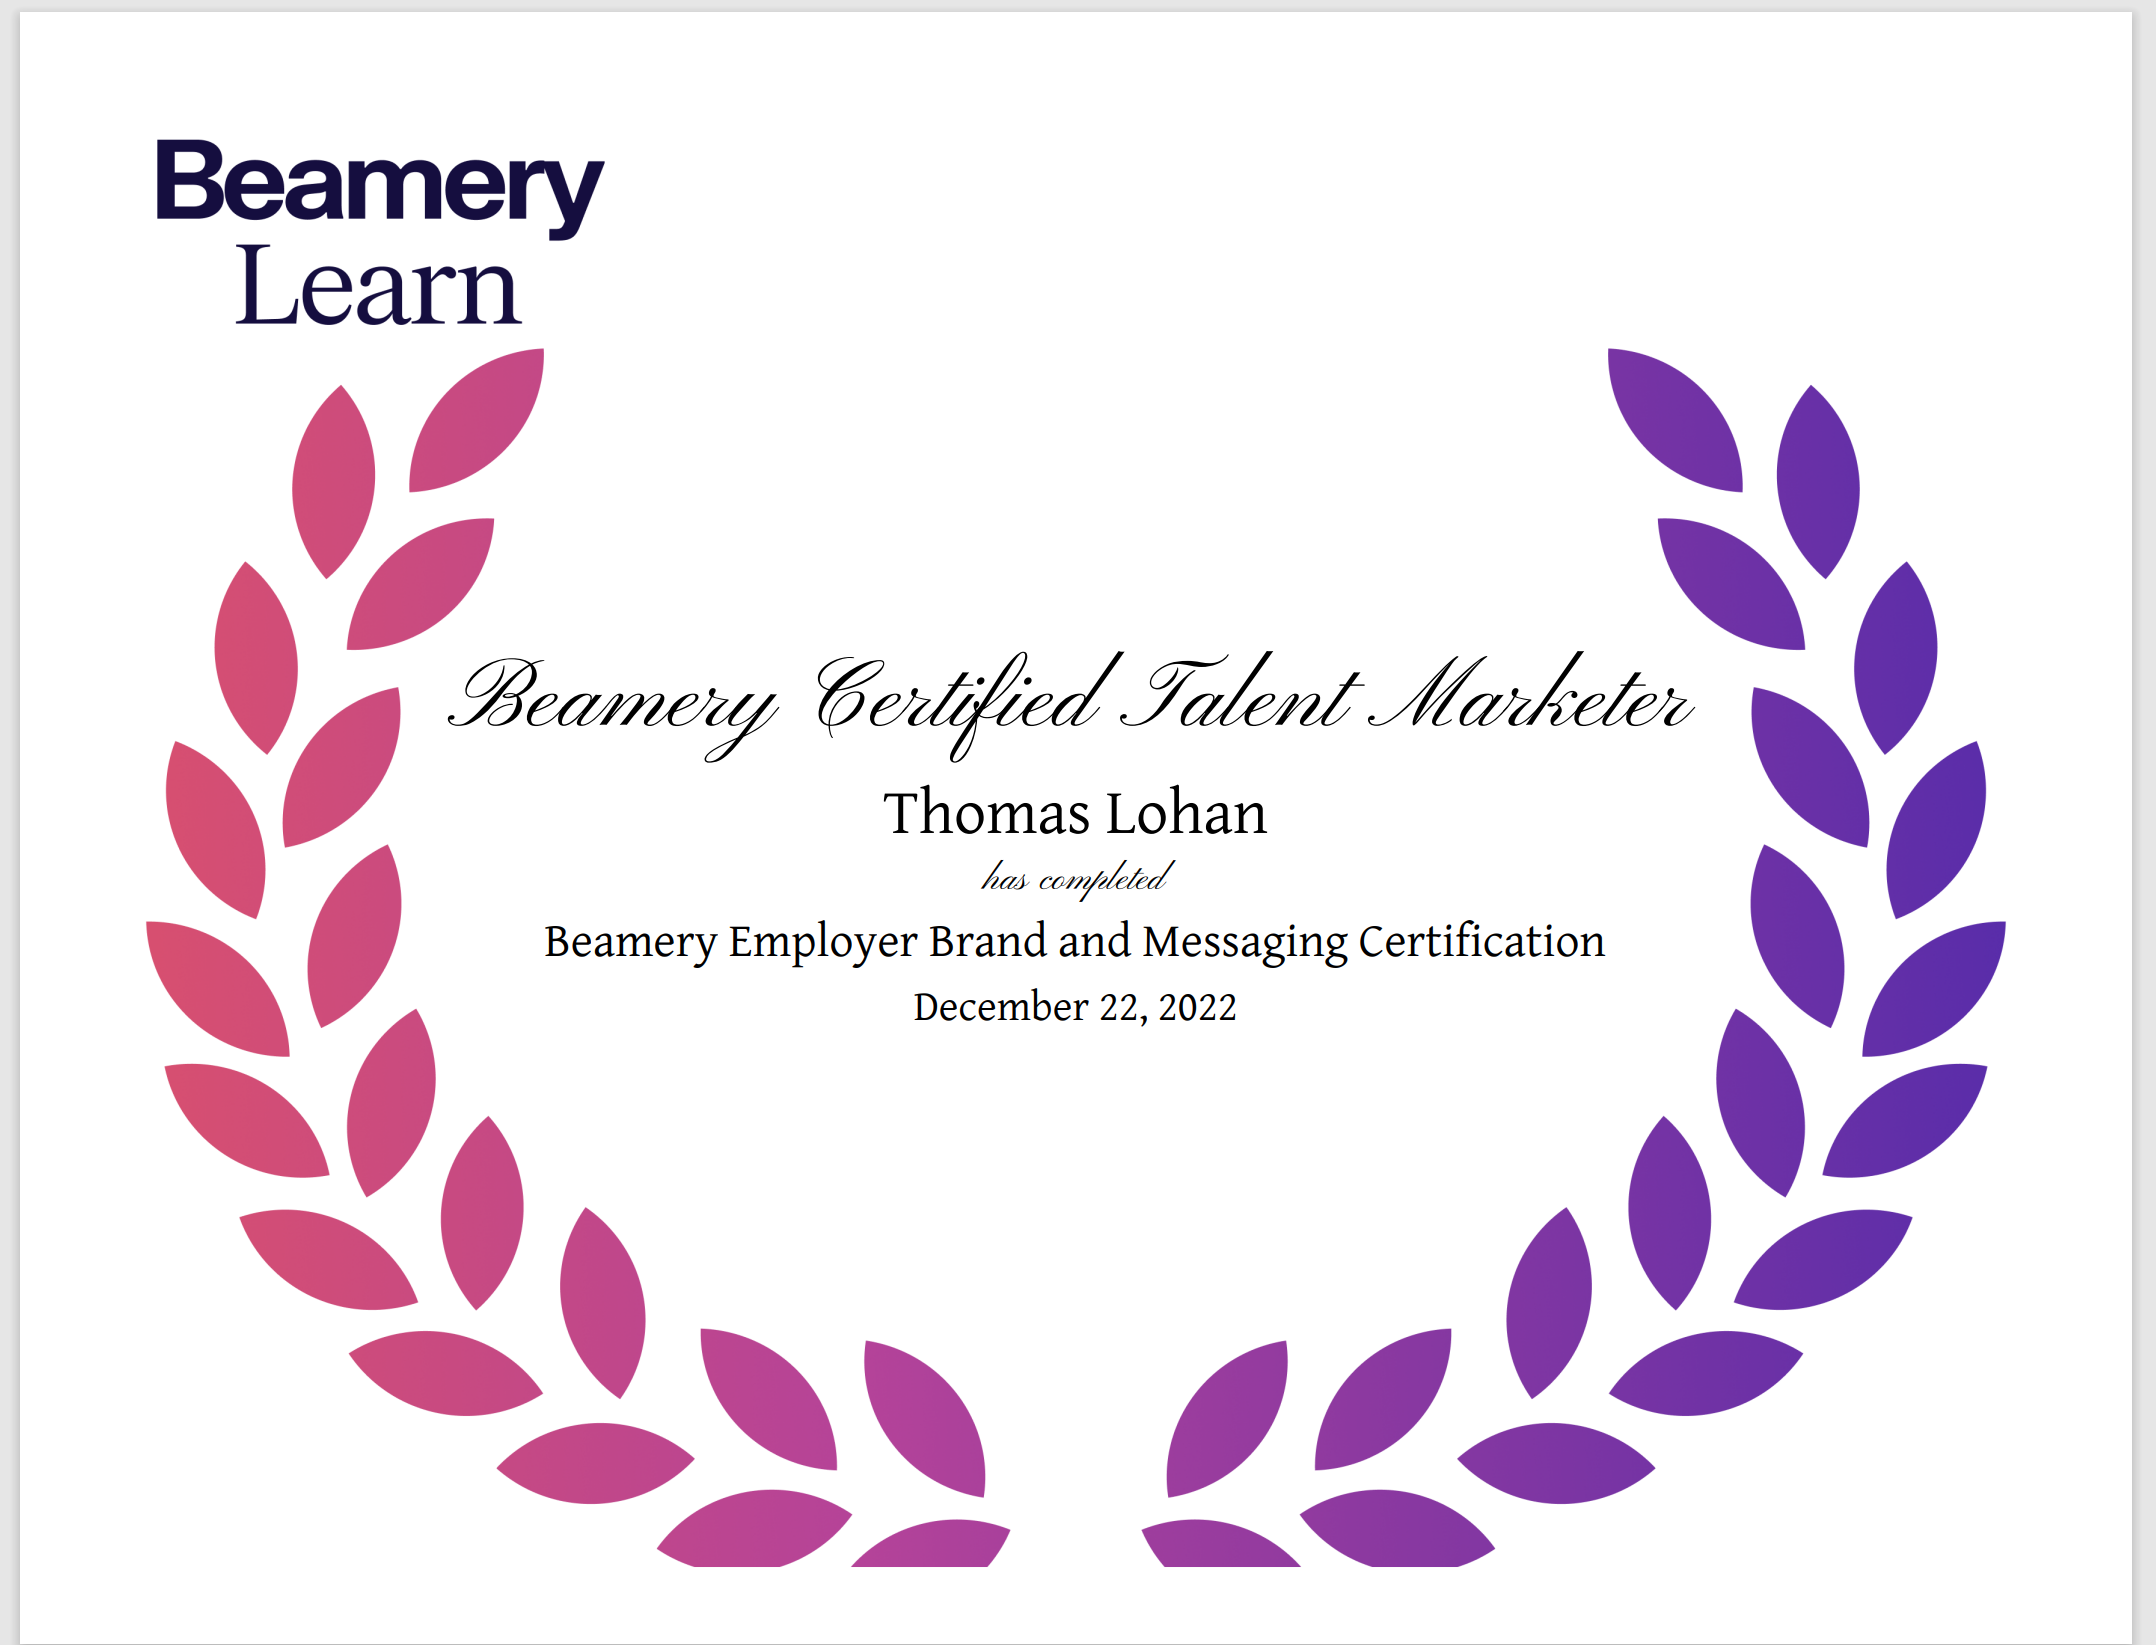 Beamery
Learn
Beamery Certified Talent Marketer
Thomas Lohan
has completed
Beamery Employer Brand and Messaging Certification
December 22, 2022